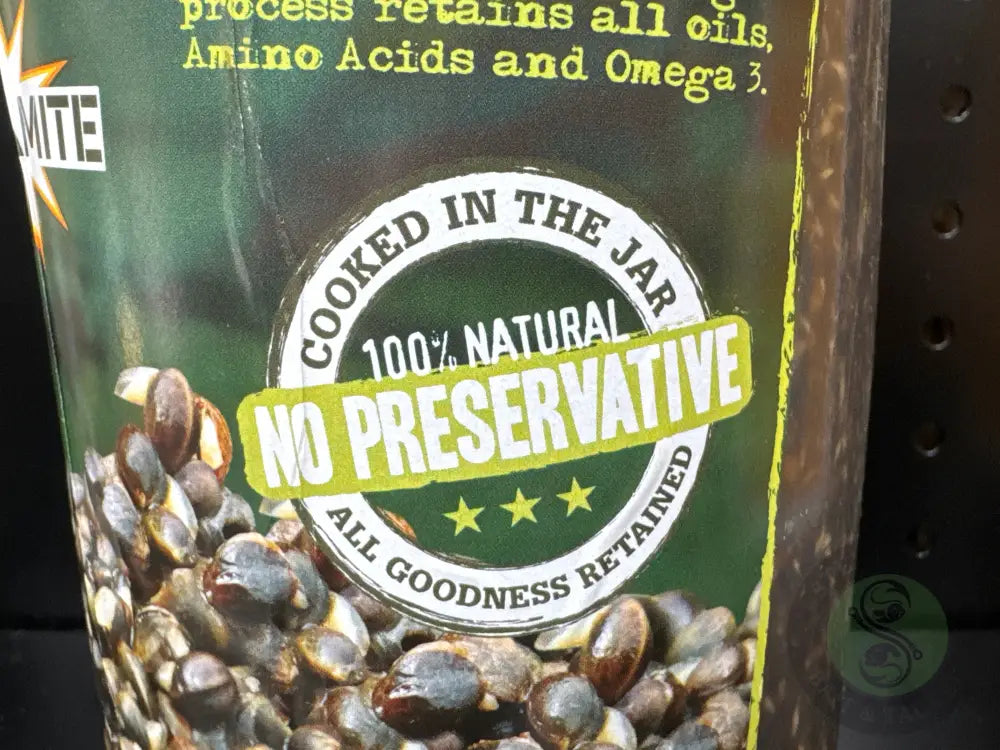 process retains all oils,
Amino Acids and Omega 3.
MITE
COOKED IN THE JAR
100% NATURAL
NO PRESERVATIVE
ALL GOODNESS RETAINED